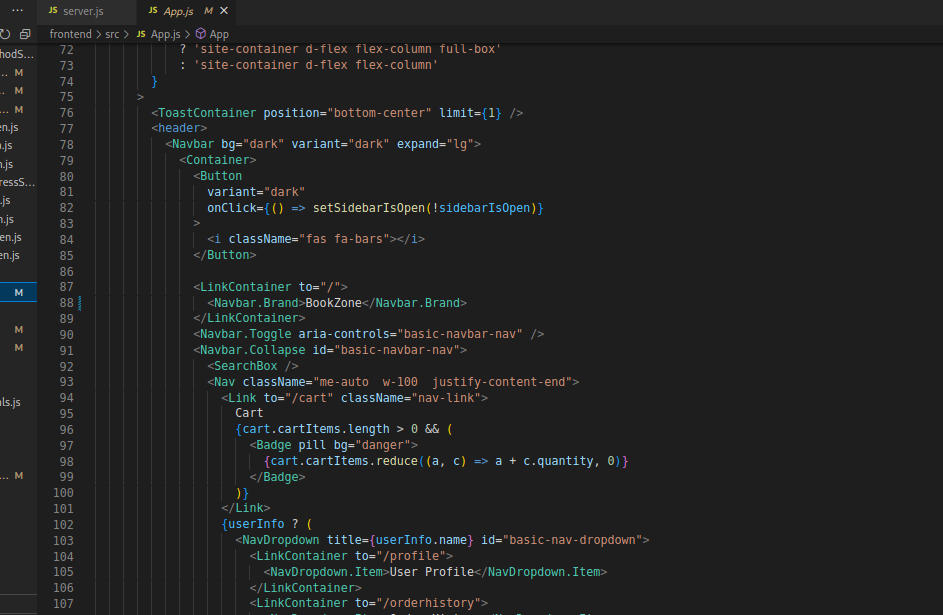 ··· JS server.js JS App.js M ×
frontend > src > JS App.js > App
hodS... 72 ? 'site-container d-flex flex-column full-box'
... M 73 : 'site-container d-flex flex-column'
.. M 74 }
75 >
... M 76 <ToastContainer position="bottom-center" limit={1} />
en.js 77 <header>
.js 78 <Navbar bg="dark" variant="dark" expand="lg">
n.js 79 <Container>
ressS... 80 <Button
.js 81 variant="dark"
n.js 82 onClick={() => setSidebarIsOpen(!sidebarIsOpen)}
en.js 83 >
84 <i className="fas fa-bars"></i>
en.js 85 </Button>
86
M 87 <LinkContainer to="/">
88 <Navbar.Brand>BookZone</Navbar.Brand>
89 </LinkContainer>
M 90 <Navbar.Toggle aria-controls="basic-navbar-nav" />
M 91 <Navbar.Collapse id="basic-navbar-nav">
92 <SearchBox />
93 <Nav className="me-auto  w-100  justify-content-end">
ls.js 94 <Link to="/cart" className="nav-link">
95 Cart
96 {cart.cartItems.length > 0 && (
97 <Badge pill bg="danger">
98 {cart.cartItems.reduce((a, c) => a + c.quantity, 0)}
... M 99 </Badge>
100 )}
101 </Link>
102 {userInfo ? (
103 <NavDropdown title={userInfo.name} id="basic-nav-dropdown">
104 <LinkContainer to="/profile">
105 <NavDropdown.Item>User Profile</NavDropdown.Item>
106 </LinkContainer>
107 <LinkContainer to="/orderhistory">